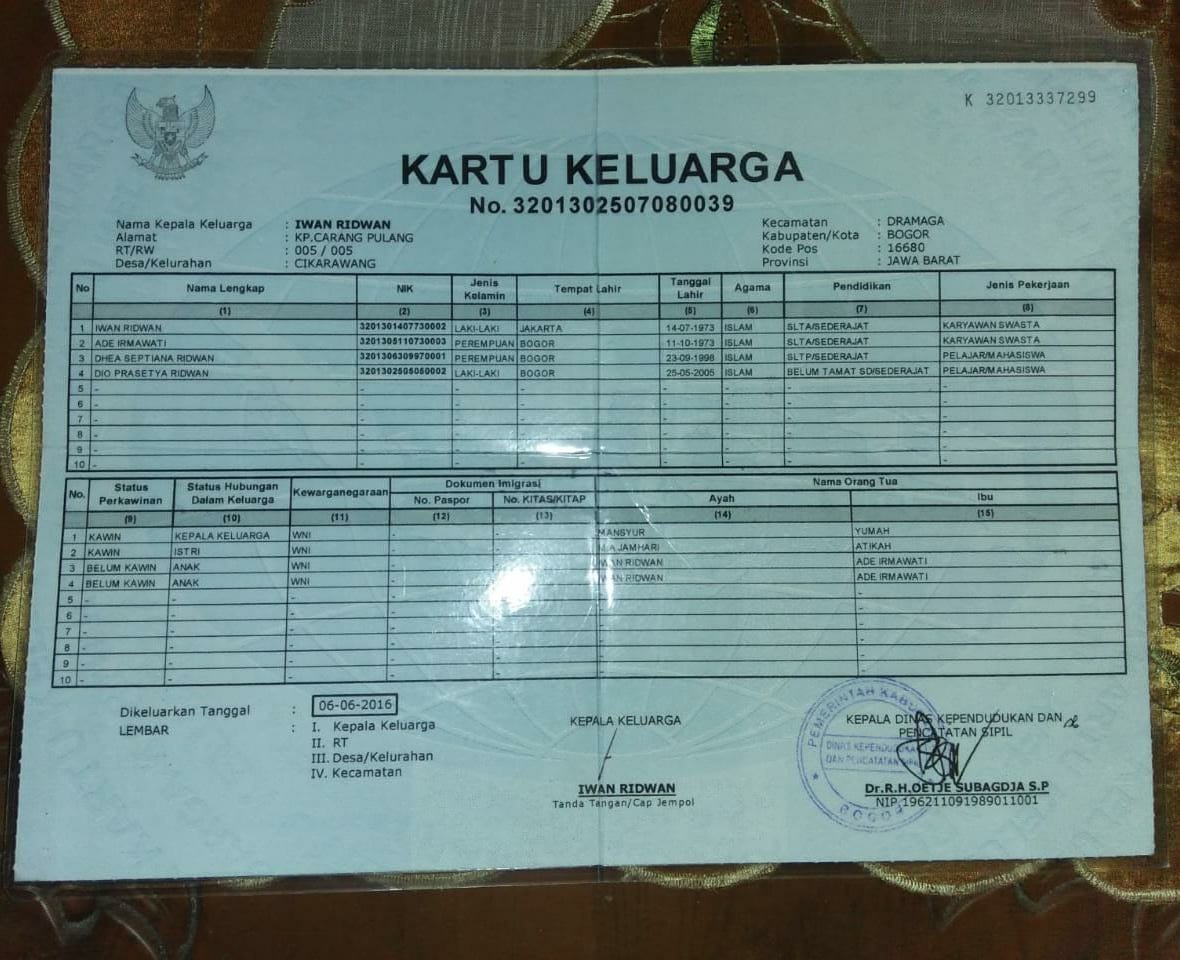 K 32013337299
KARTU KELUARGA
No. 3201302507080039
Nama Kepala Keluarga : IWAN RIDWAN
Alamat : KP.CARANG PULANG
RT/RW : 005 / 005
Desa/Kelurahan : CIKARAWANG
Kecamatan : DRAMAGA
Kabupaten/Kota : BOGOR
Kode Pos : 16680
Provinsi : JAWA BARAT
No Nama Lengkap NIK Jenis Kelamin Tempat Lahir Tanggal Lahir Agama Pendidikan Jenis Pekerjaan
(1) (2) (3) (4) (5) (6) (7) (8)
1 IWAN RIDWAN 3201301407730002 LAKI-LAKI JAKARTA 14-07-1973 ISLAM SLTA/SEDERAJAT KARYAWAN SWASTA
2 ADE IRMAWATI 3201305110730003 PEREMPUAN BOGOR 11-10-1973 ISLAM SLTA/SEDERAJAT KARYAWAN SWASTA
3 DHEA SEPTIANA RIDWAN 3201306309970001 PEREMPUAN BOGOR 23-09-1998 ISLAM SLTP/SEDERAJAT PELAJAR/MAHASISWA
4 DIO PRASETYA RIDWAN 3201302505050002 LAKI-LAKI BOGOR 25-05-2005 ISLAM BELUM TAMAT SD/SEDERAJAT PELAJAR/MAHASISWA
5 - - - - - - - -
6 - - - - - - - -
7 - - - - - - - -
8 - - - - - - - -
9 - - - - - - - -
10 - - - - - - - -
No. Status Perkawinan Status Hubungan Dalam Keluarga Kewarganegaraan Dokumen Imigrasi Nama Orang Tua
No. Paspor No. KITAS/KITAP Ayah Ibu
(9) (10) (11) (12) (13) (14) (15)
1 KAWIN KEPALA KELUARGA WNI - - MANSYUR YUMAH
2 KAWIN ISTRI WNI - - JAMHARI ATIKAH
3 BELUM KAWIN ANAK WNI - - IWAN RIDWAN ADE IRMAWATI
4 BELUM KAWIN ANAK WNI - - IWAN RIDWAN ADE IRMAWATI
5 - - - - - - -
6 - - - - - - -
7 - - - - - - -
8 - - - - - - -
9 - - - - - - -
10 - - - - - - -
Dikeluarkan Tanggal : 06-06-2016
LEMBAR : I. Kepala Keluarga
II. RT
III. Desa/Kelurahan
IV. Kecamatan
KEPALA KELUARGA
IWAN RIDWAN
Tanda Tangan/Cap Jempol
KEPALA DINAS KEPENDUDUKAN DAN
PENCATATAN SIPIL
PEMERINTAH
DINAS KEPENDUDUKAN
DAN PENCATATAN SIPIL
BOGOR
Dr.R.H.OETJE SUBAGDJA S.P
NIP.196211091989011001